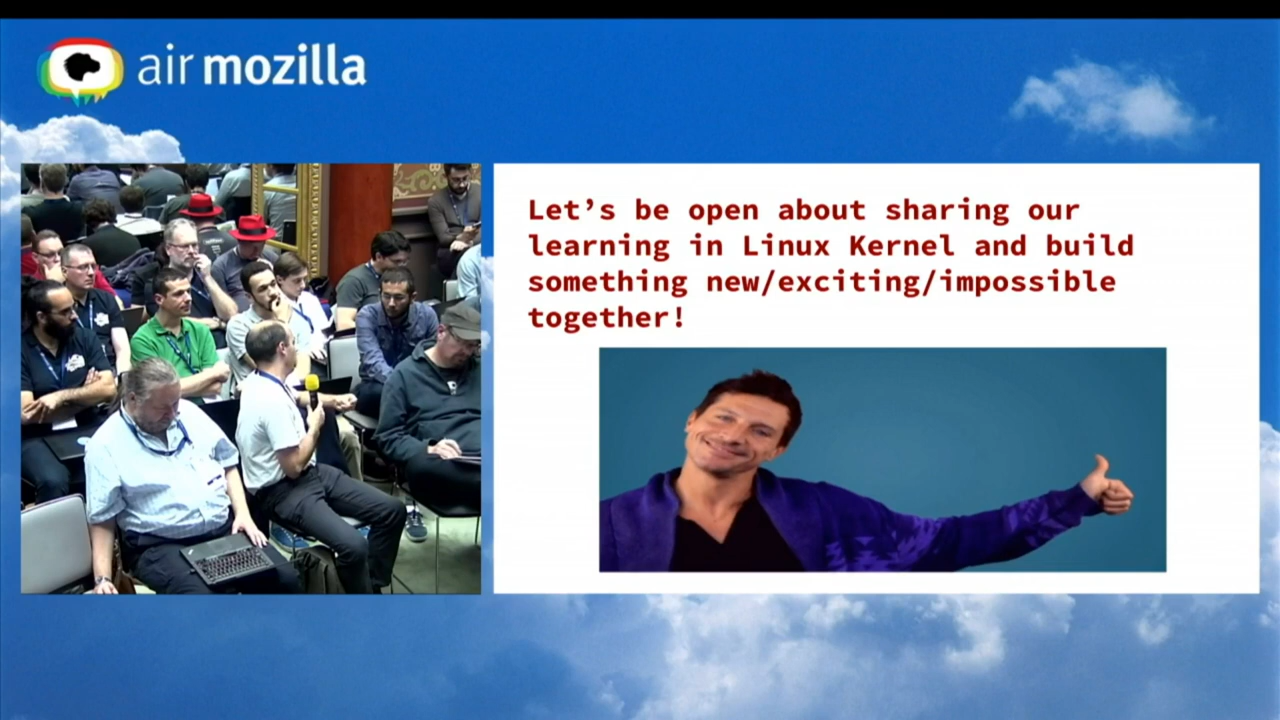 air mozilla
Let's be open about sharing our
learning in Linux Kernel and build
something new/exciting/impossible
together!